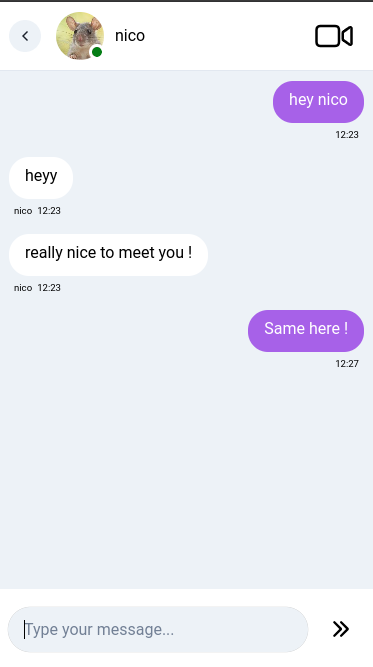 nico
hey nico
12:23
heyy
nico 12:23
really nice to meet you !
nico 12:23
Same here !
12:27
Type your message...